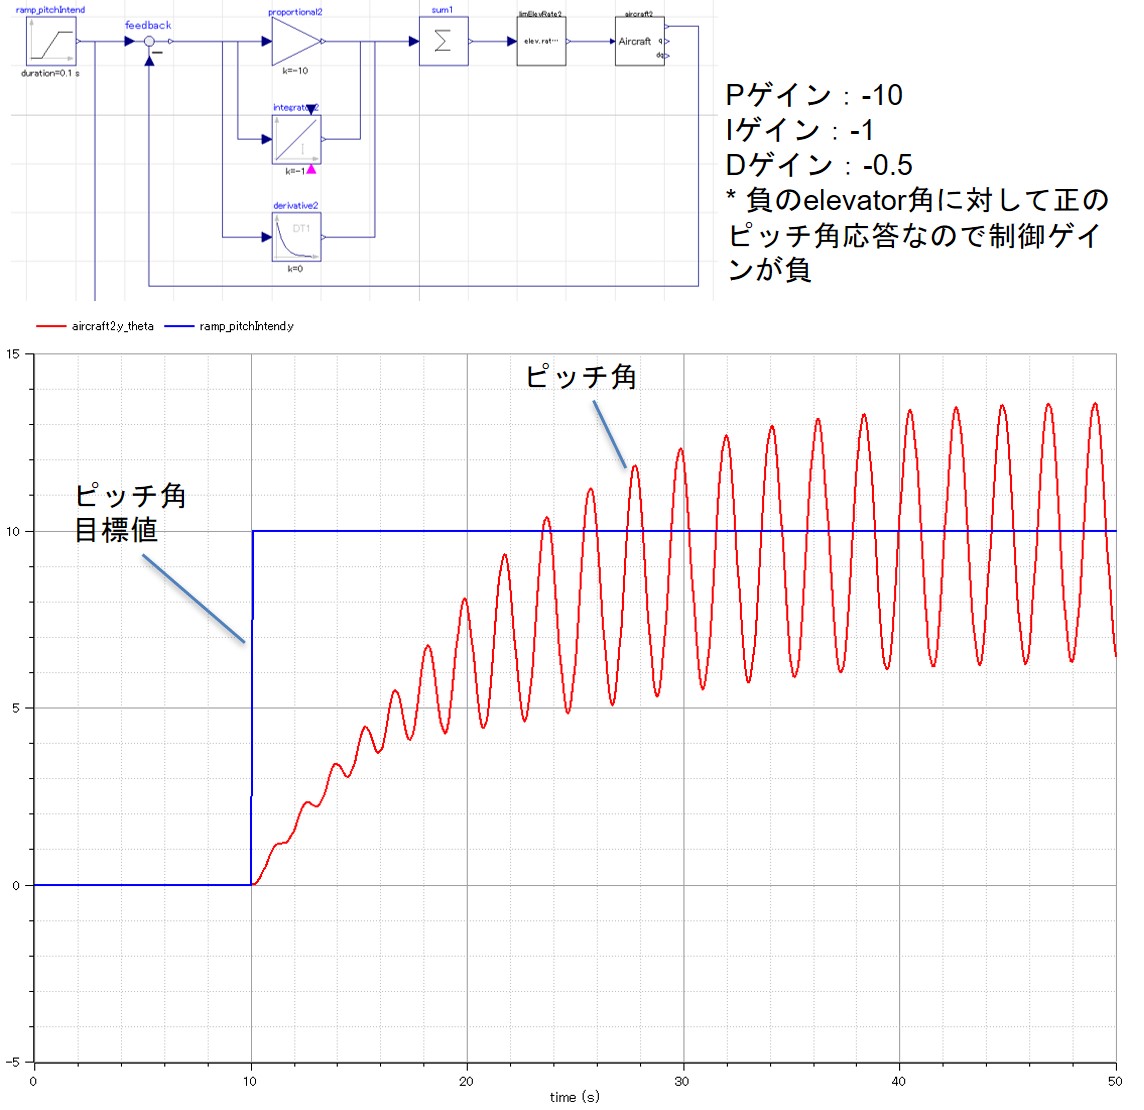 ramp_pitchIntend
duration=0.1 s
feedback
proportional2
k=-10
k=-1
I
derivative2
DT1
k=0
sum1
Σ
limElevRate2
elev.rat…
aircraft2
Aircraft
q
dq
Pゲイン：-10
Iゲイン：-1
Dゲイン：-0.5
* 負のelevator角に対して正の
ピッチ角応答なので制御ゲイ
ンが負
aircraft2.y_theta
ramp_pitchIntend.y
ピッチ角
ピッチ角
目標値
15
10
5
0
-5
0
10
20
30
40
50
time (s)